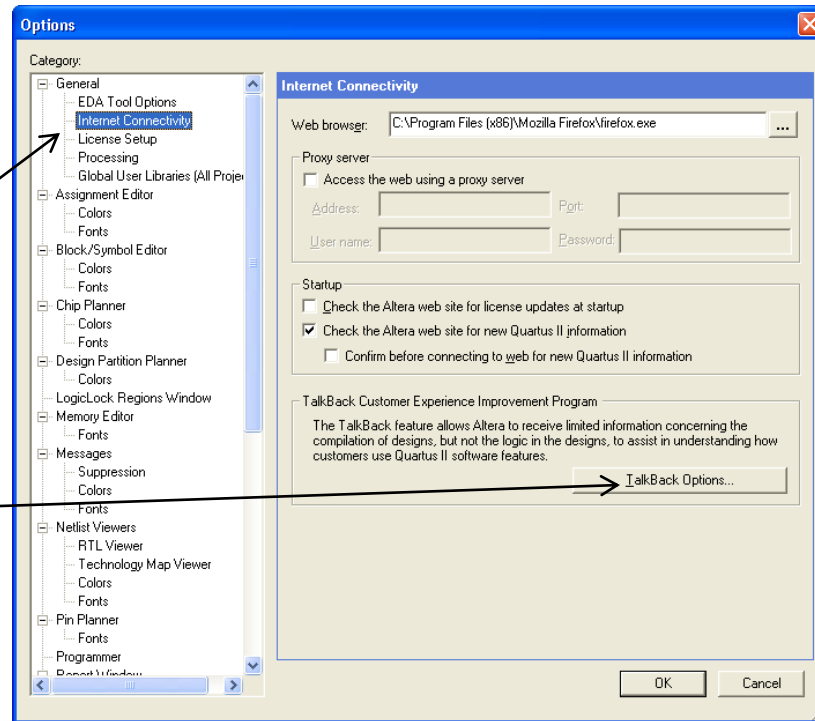 Options
Category:
General
EDA Tool Options
Internet Connectivity
License Setup
Processing
Global User Libraries (All Proje
Assignment Editor
Colors
Fonts
Block/Symbol Editor
Colors
Fonts
Chip Planner
Colors
Fonts
Design Partition Planner
Colors
LogicLock Regions Window
Memory Editor
Fonts
Messages
Suppression
Colors
Fonts
Netlist Viewers
RTL Viewer
Technology Map Viewer
Colors
Fonts
Pin Planner
Fonts
Programmer
Report Window
Internet Connectivity
Web browser:
C:\Program Files (x86)\Mozilla Firefox\firefox.exe
...
Proxy server
Access the web using a proxy server
Address:
Port:
User name:
Password:
Startup
Check the Altera web site for license updates at startup
Check the Altera web site for new Quartus II information
Confirm before connecting to web for new Quartus II information
TalkBack Customer Experience Improvement Program
The TalkBack feature allows Altera to receive limited information concerning the
compilation of designs, but not the logic in the designs, to assist in understanding how
customers use Quartus II software features.
TalkBack Options...
OK
Cancel